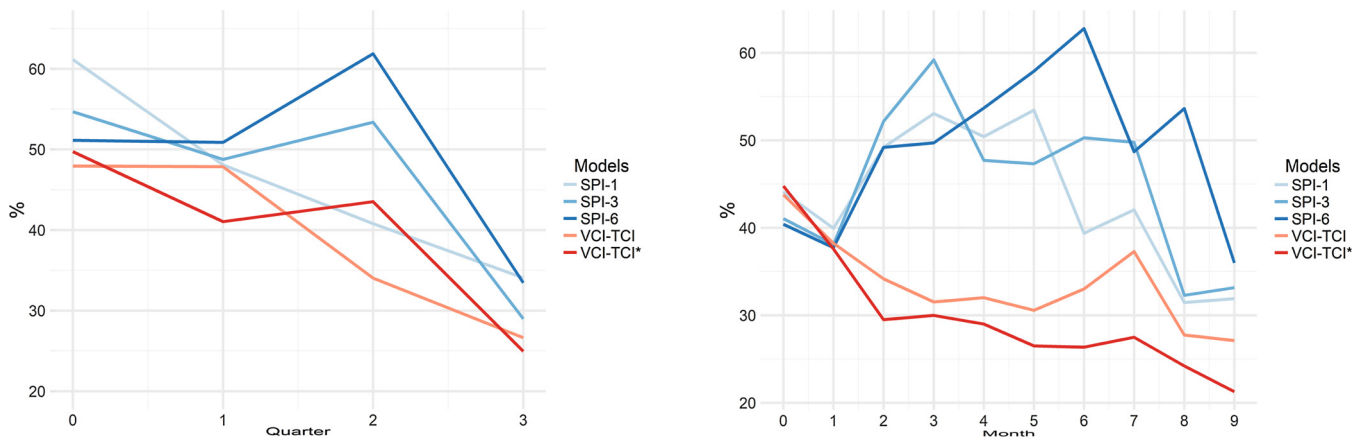 60
50
40
30
20
%
0 1 2 3
Quarter
Models
SPI-1
SPI-3
SPI-6
VCI-TCI
VCI-TCI*
60
50
40
30
20
%
0 1 2 3 4 5 6 7 8 9
Month
Models
SPI-1
SPI-3
SPI-6
VCI-TCI
VCI-TCI*